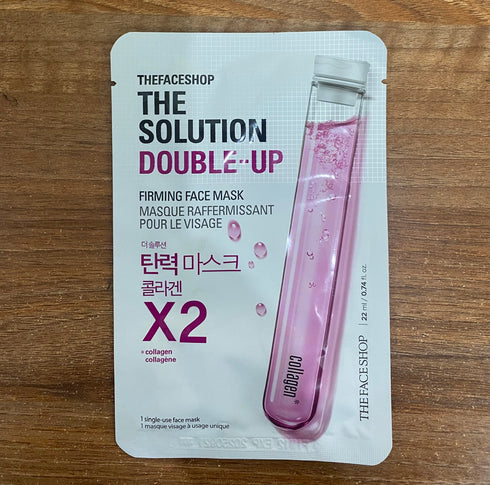 THEFACESHOP
THE
SOLUTION
DOUBLE··UP
FIRMING FACE MASK
MASQUE RAFFERMISSANT
POUR LE VISAGE
더 솔루션
탄력 마스크
콜라겐
X2
* collagen
collagène
1 single-use face mask
1 masque visage à usage unique
collagen*
THEFACESHOP | 22 ml / 0.74 fl. oz.